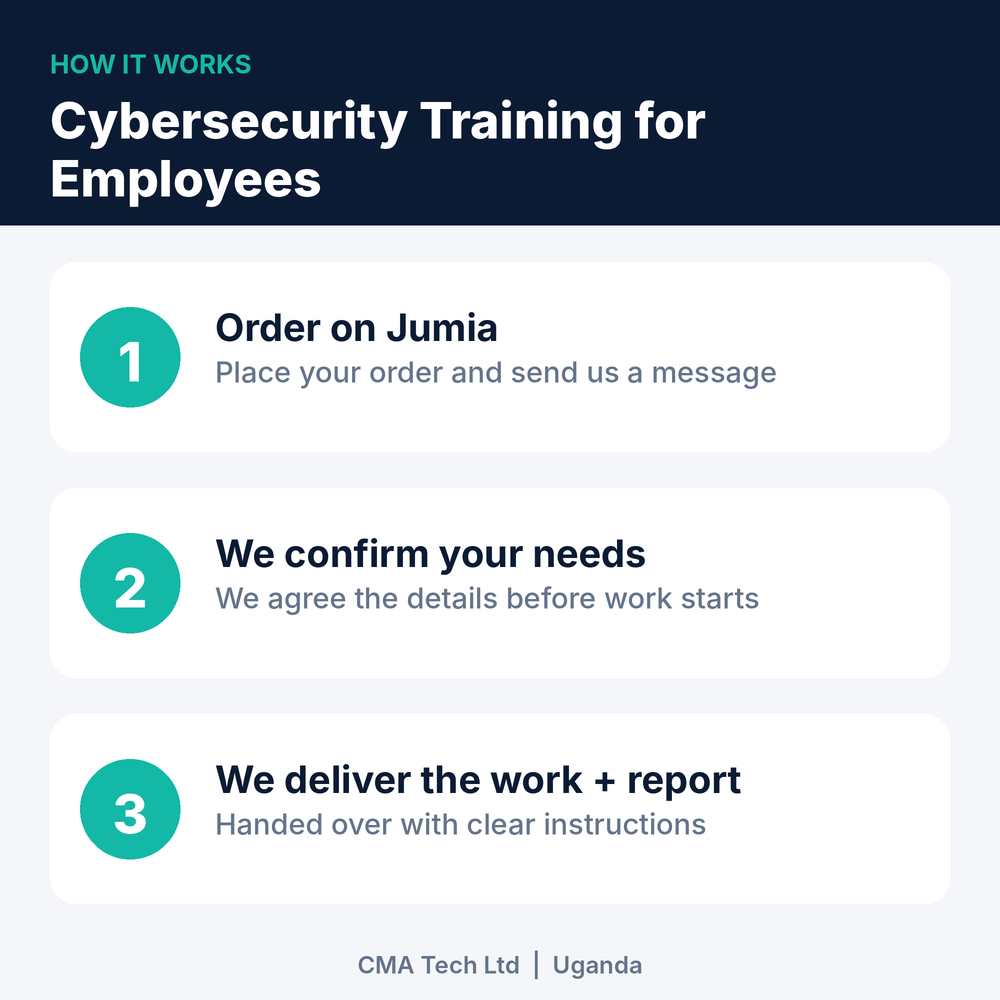 HOW IT WORKS
Cybersecurity Training for
Employees
1
Order on Jumia
Place your order and send us a message
2
We confirm your needs
We agree the details before work starts
3
We deliver the work + report
Handed over with clear instructions
CMA Tech Ltd | Uganda